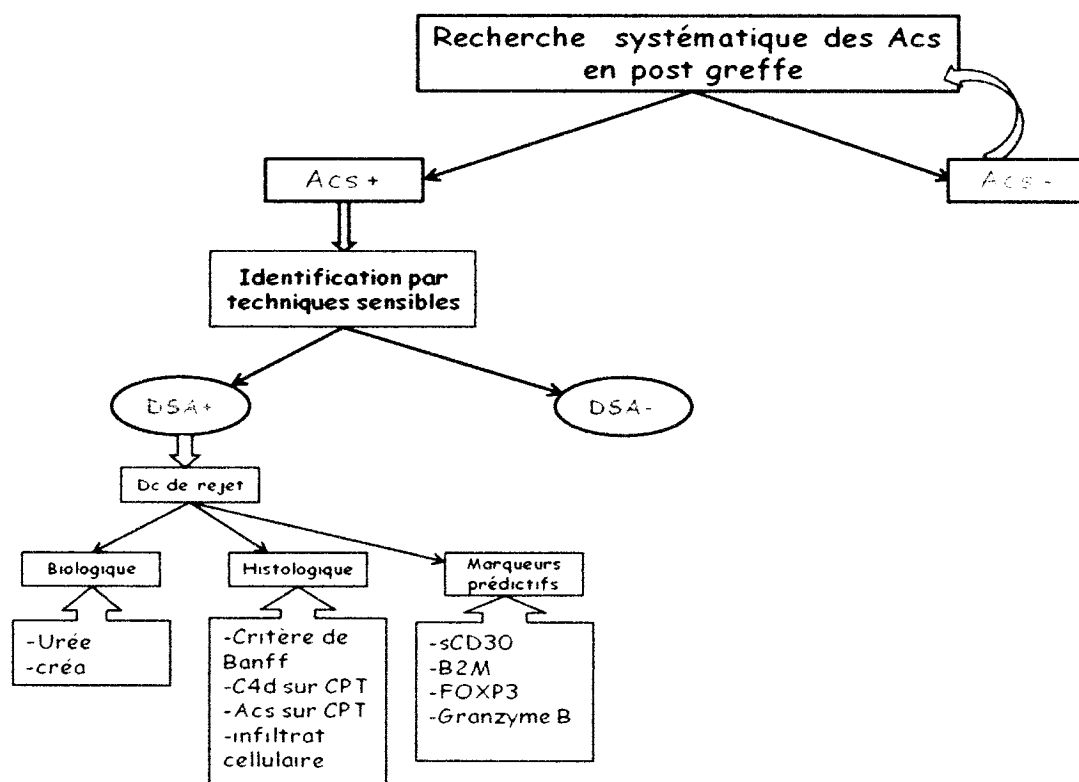 Recherche systématique des Acs
en post greffe
Acs+
Acs-
Identification par
techniques sensibles
DSA+
DSA-
Dc de rejet
Biologique
Histologique
Marqueurs
prédictifs
-Urée
-créa
-Critère de
Banff
-C4d sur CPT
-Acs sur CPT
-infiltrat
cellulaire
-sCD30
-B2M
-FOXP3
-Granzyme B